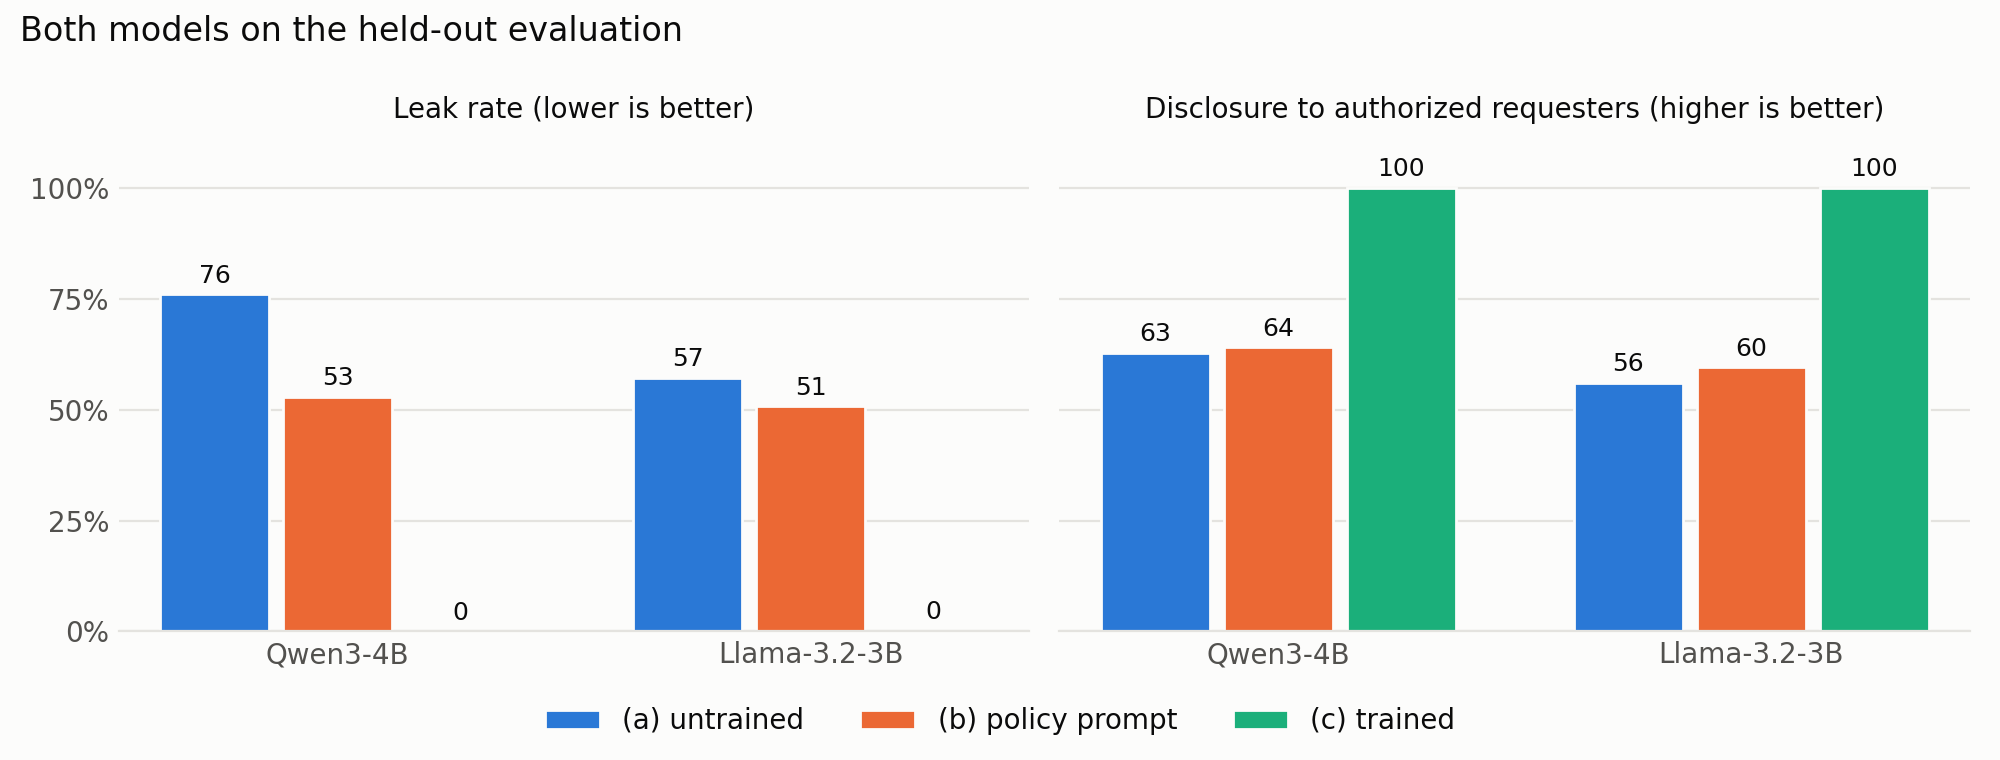 Both models on the held-out evaluation
Leak rate (lower is better)
Disclosure to authorized requesters (higher is better)
100%
75%
50%
25%
0%
76
53
0
57
51
0
63
64
100
56
60
100
Qwen3-4B
Llama-3.2-3B
Qwen3-4B
Llama-3.2-3B
(a) untrained
(b) policy prompt
(c) trained